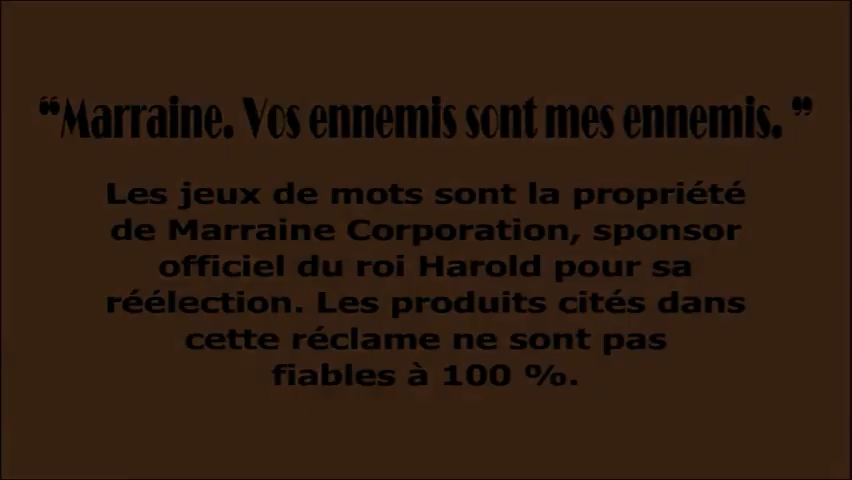 “Marraine. Vos ennemis sont mes ennemis. ”
Les jeux de mots sont la propriété
de Marraine Corporation, sponsor
officiel du roi Harold pour sa
réélection. Les produits cités dans
cette réclame ne sont pas
fiables à 100 %.